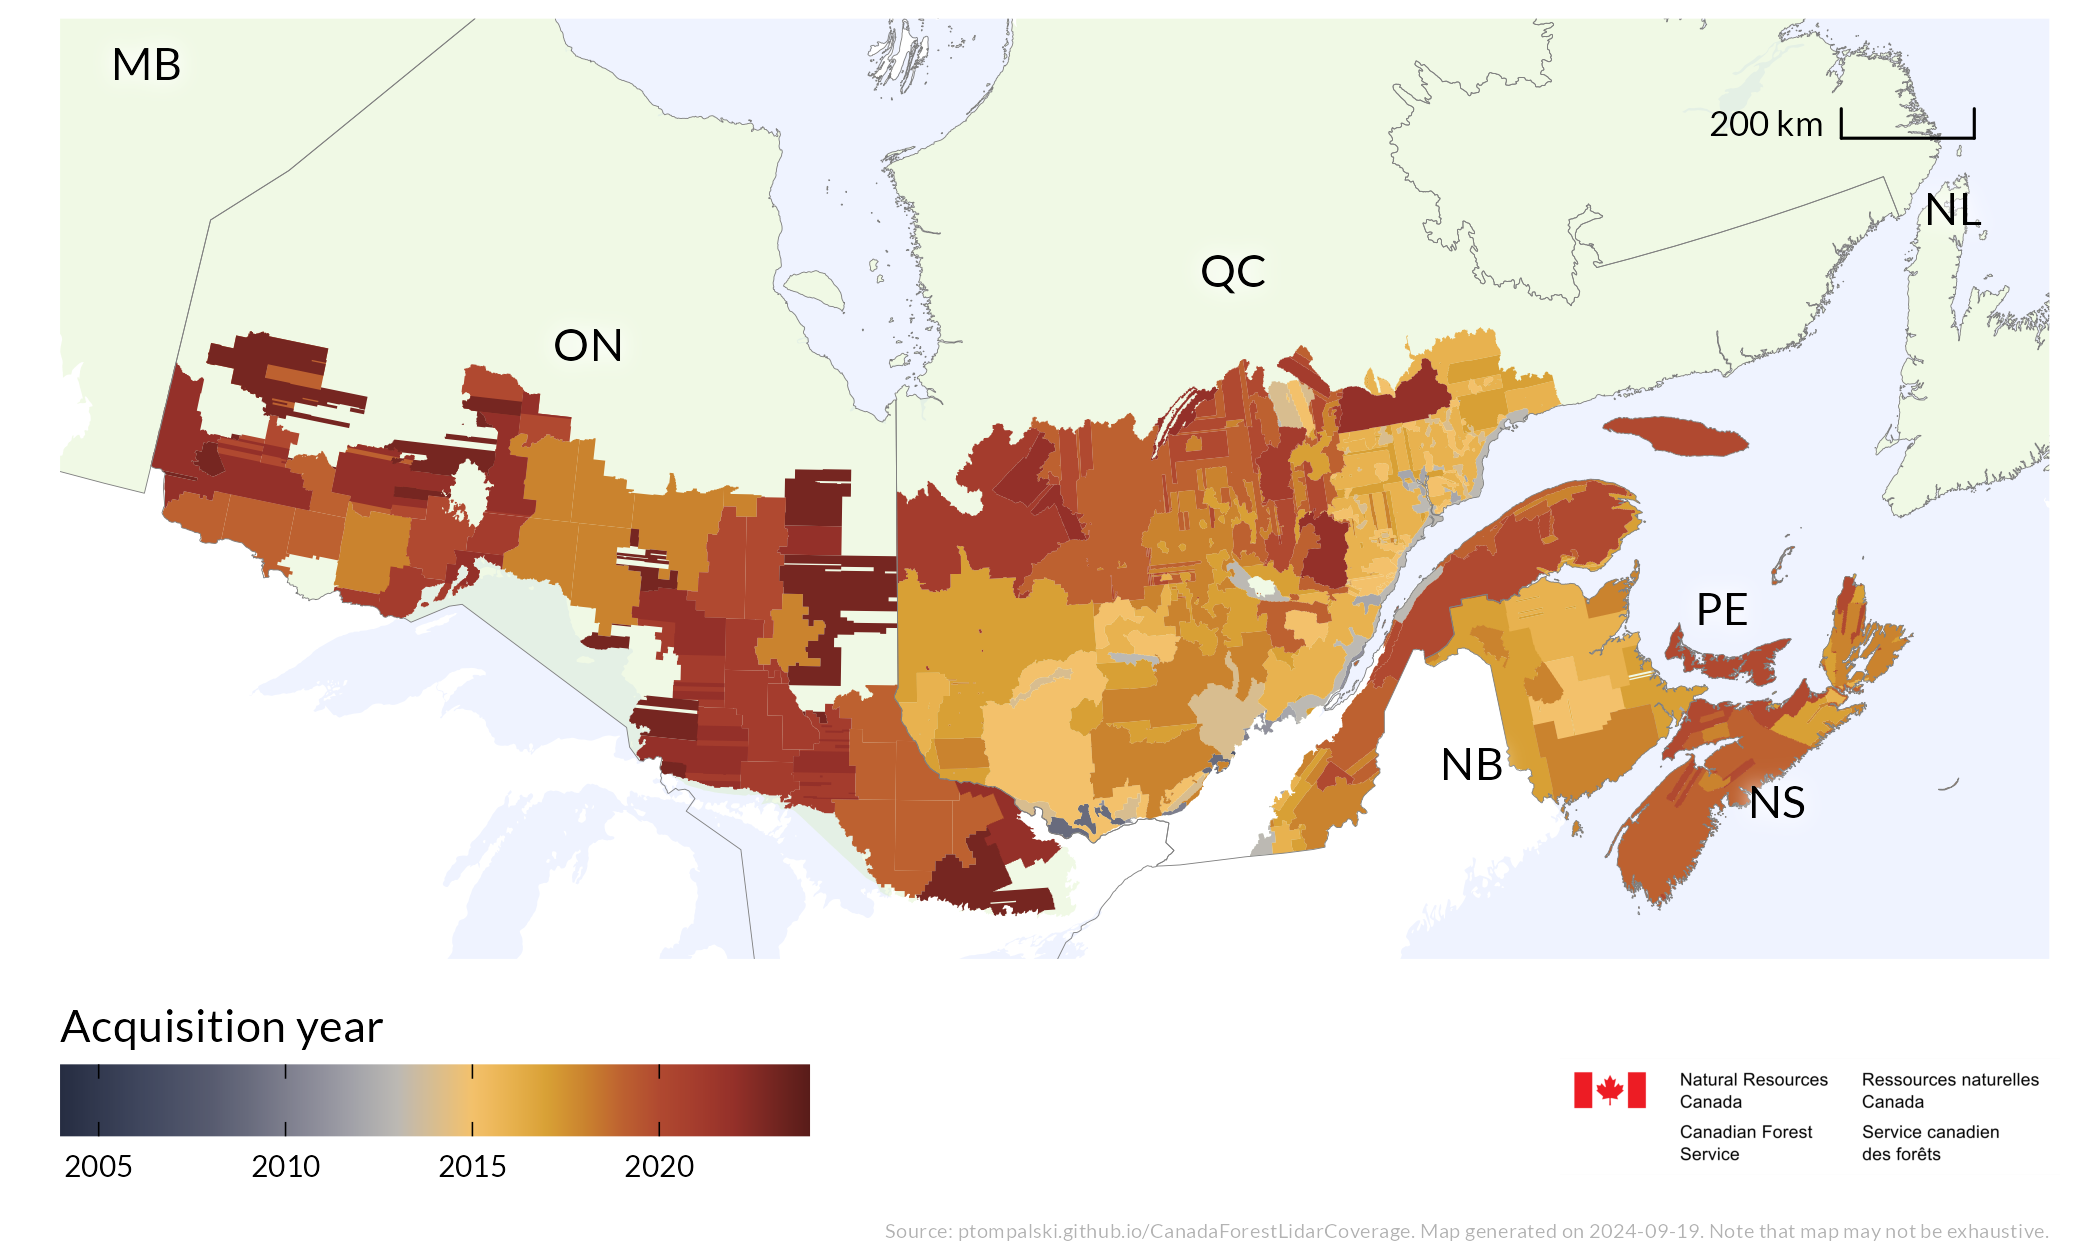 MB
200 km
NL
QC
ON
PE
NB
NS
Acquisition year
2005 2010 2015 2020
Natural Resources Canada
Ressources naturelles Canada
Canadian Forest Service
Service canadien des forêts
Source: ptompalski.github.io/CanadaForestLidarCoverage. Map generated on 2024-09-19. Note that map may not be exhaustive.